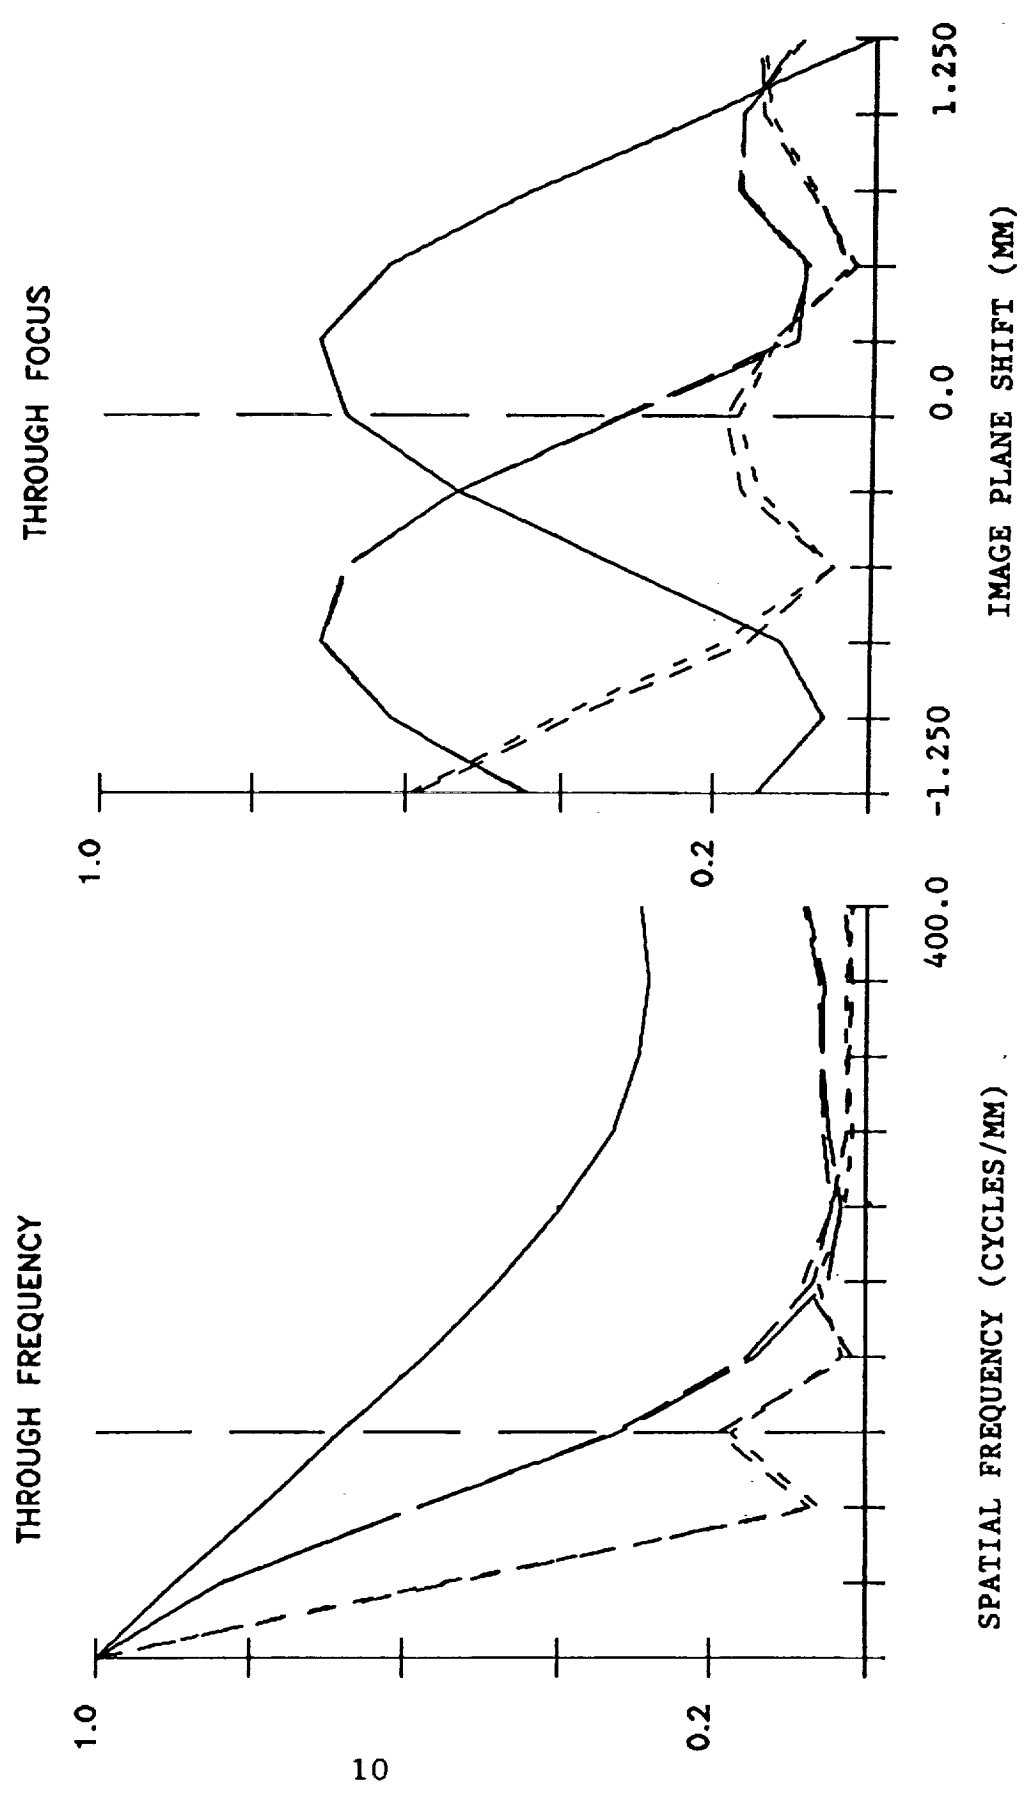 THROUGH FREQUENCY
1.0
0.2
400.0
SPATIAL FREQUENCY (CYCLES/MM)
THROUGH FOCUS
1.0
0.2
-1.250
0.0
1.250
IMAGE PLANE SHIFT (MM)
10